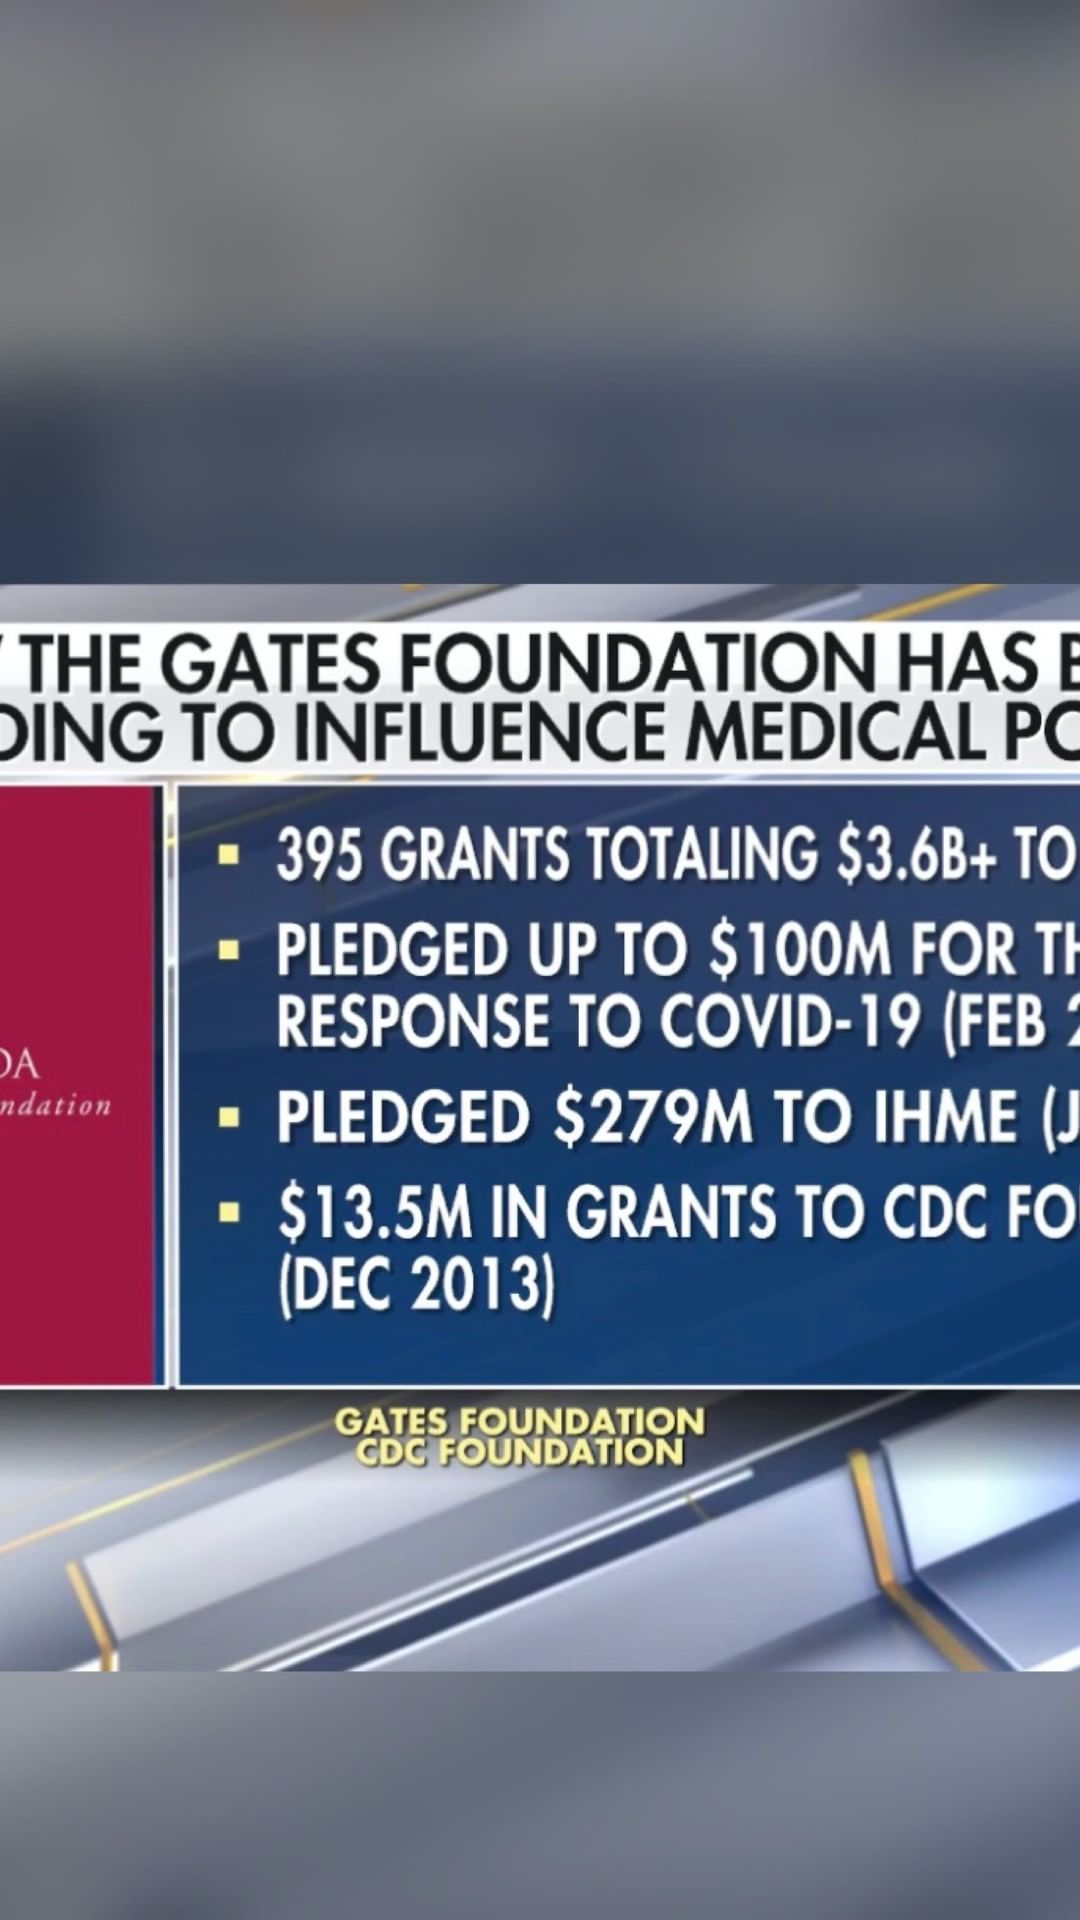 THE GATES FOUNDATION HAS B
DING TO INFLUENCE MEDICAL PO
DA
ndation
395 GRANTS TOTALING $3.6B+ TO
PLEDGED UP TO $100M FOR TH
RESPONSE TO COVID-19 (FEB 2
PLEDGED $279M TO IHME (J
$13.5M IN GRANTS TO CDC FO
(DEC 2013)
GATES FOUNDATION
CDC FOUNDATION